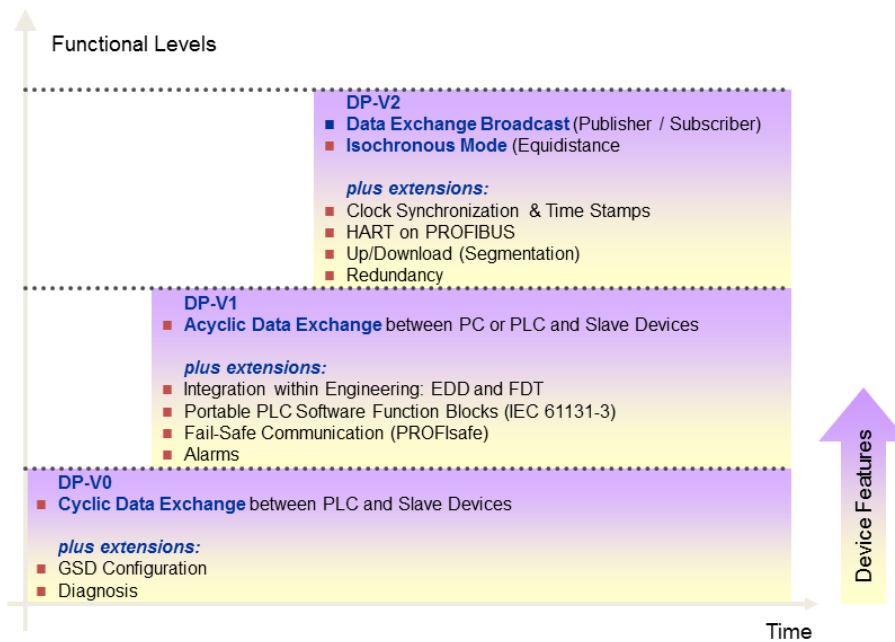 Functional Levels
DP-V2
Data Exchange Broadcast (Publisher / Subscriber)
Isochronous Mode (Equidistance
plus extensions:
Clock Synchronization & Time Stamps
HART on PROFIBUS
Up/Download (Segmentation)
Redundancy
DP-V1
Acyclic Data Exchange between PC or PLC and Slave Devices
plus extensions:
Integration within Engineering: EDD and FDT
Portable PLC Software Function Blocks (IEC 61131-3)
Fail-Safe Communication (PROFIsafe)
Alarms
DP-V0
Cyclic Data Exchange between PLC and Slave Devices
plus extensions:
GSD Configuration
Diagnosis
Device Features
Time